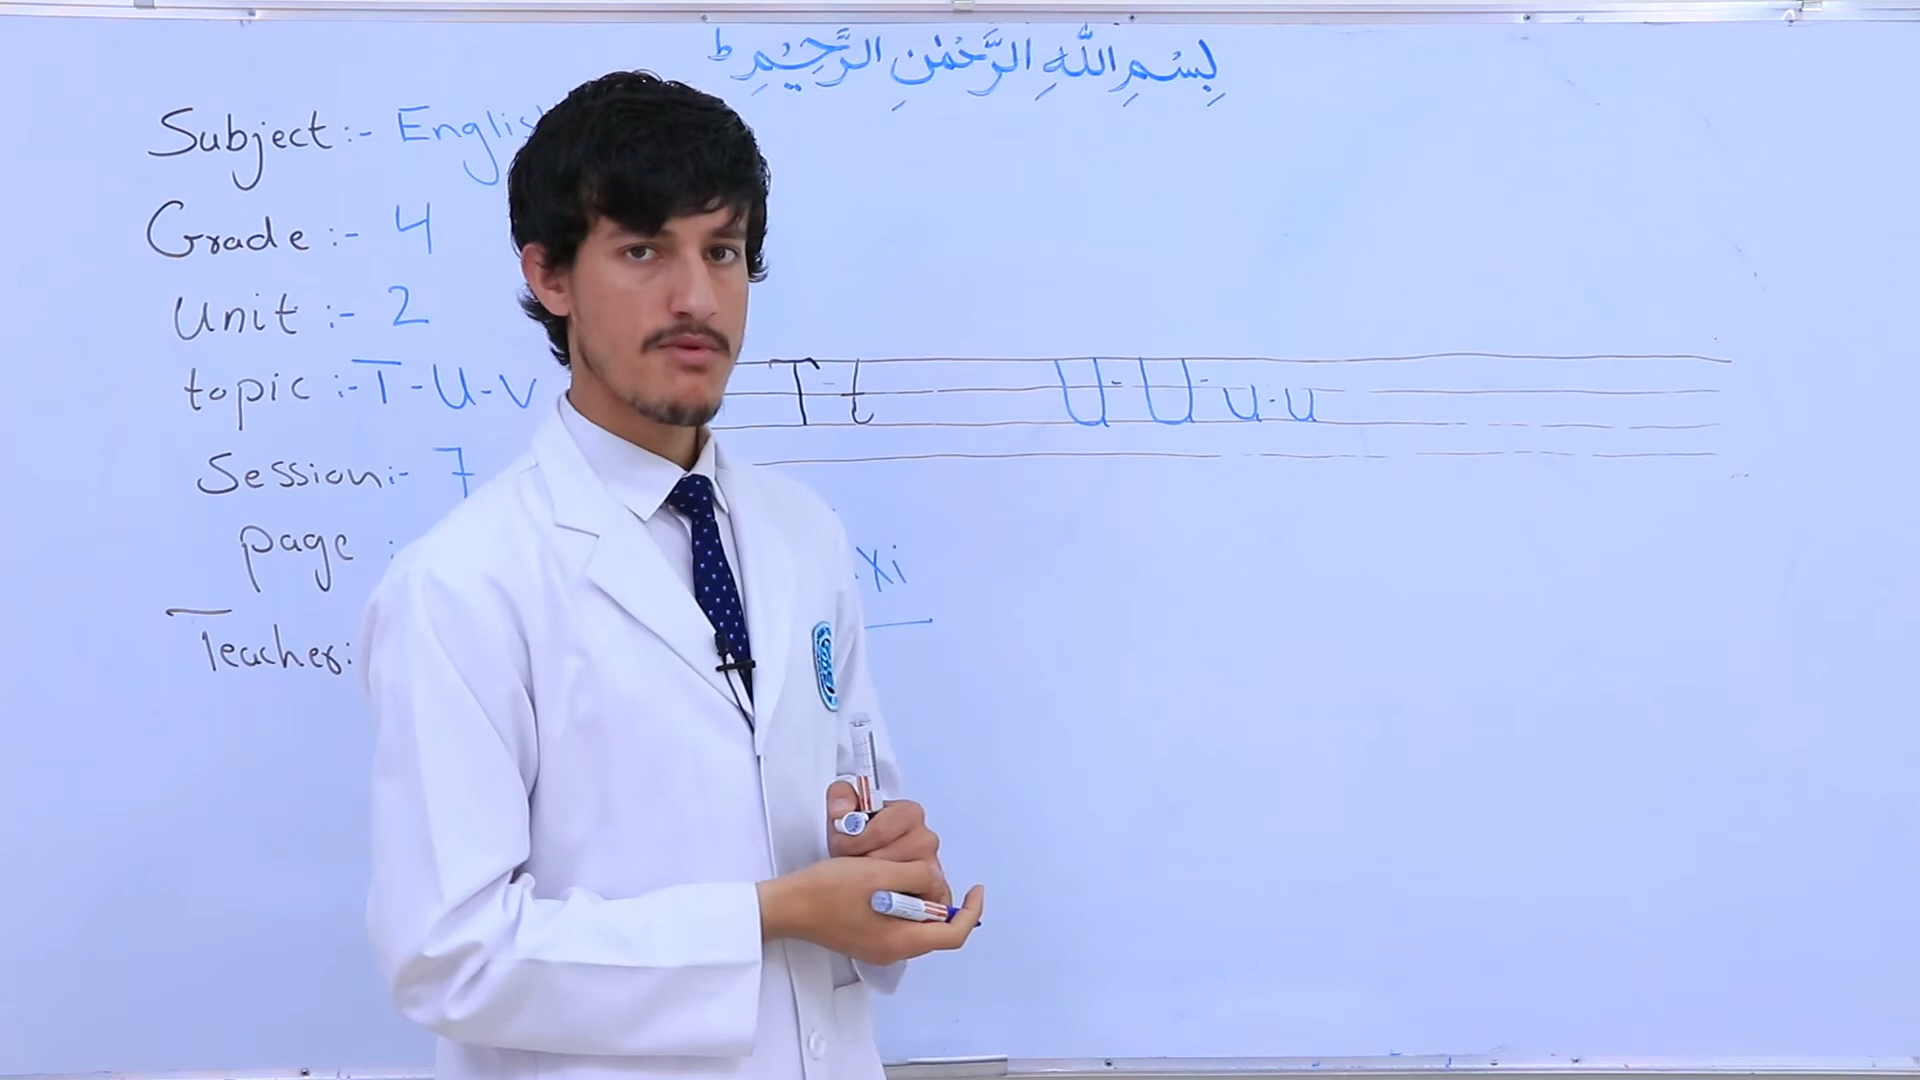 بِسْمِ اللّٰهِ الرَّحْمٰنِ الرَّحِيْمِ ط
Subject:- Englis
Grade:- 4
Unit:- 2
topic:- T-U-V
T-t U-U-u-u
Session:- 7
page : xi
Teacher: